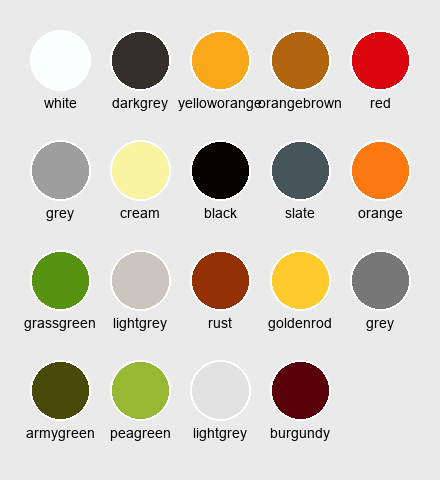 white darkgrey yelloworange orangebrown red
grey cream black slate orange
grassgreen lightgrey rust goldenrod grey
armygreen peagreen lightgrey burgundy